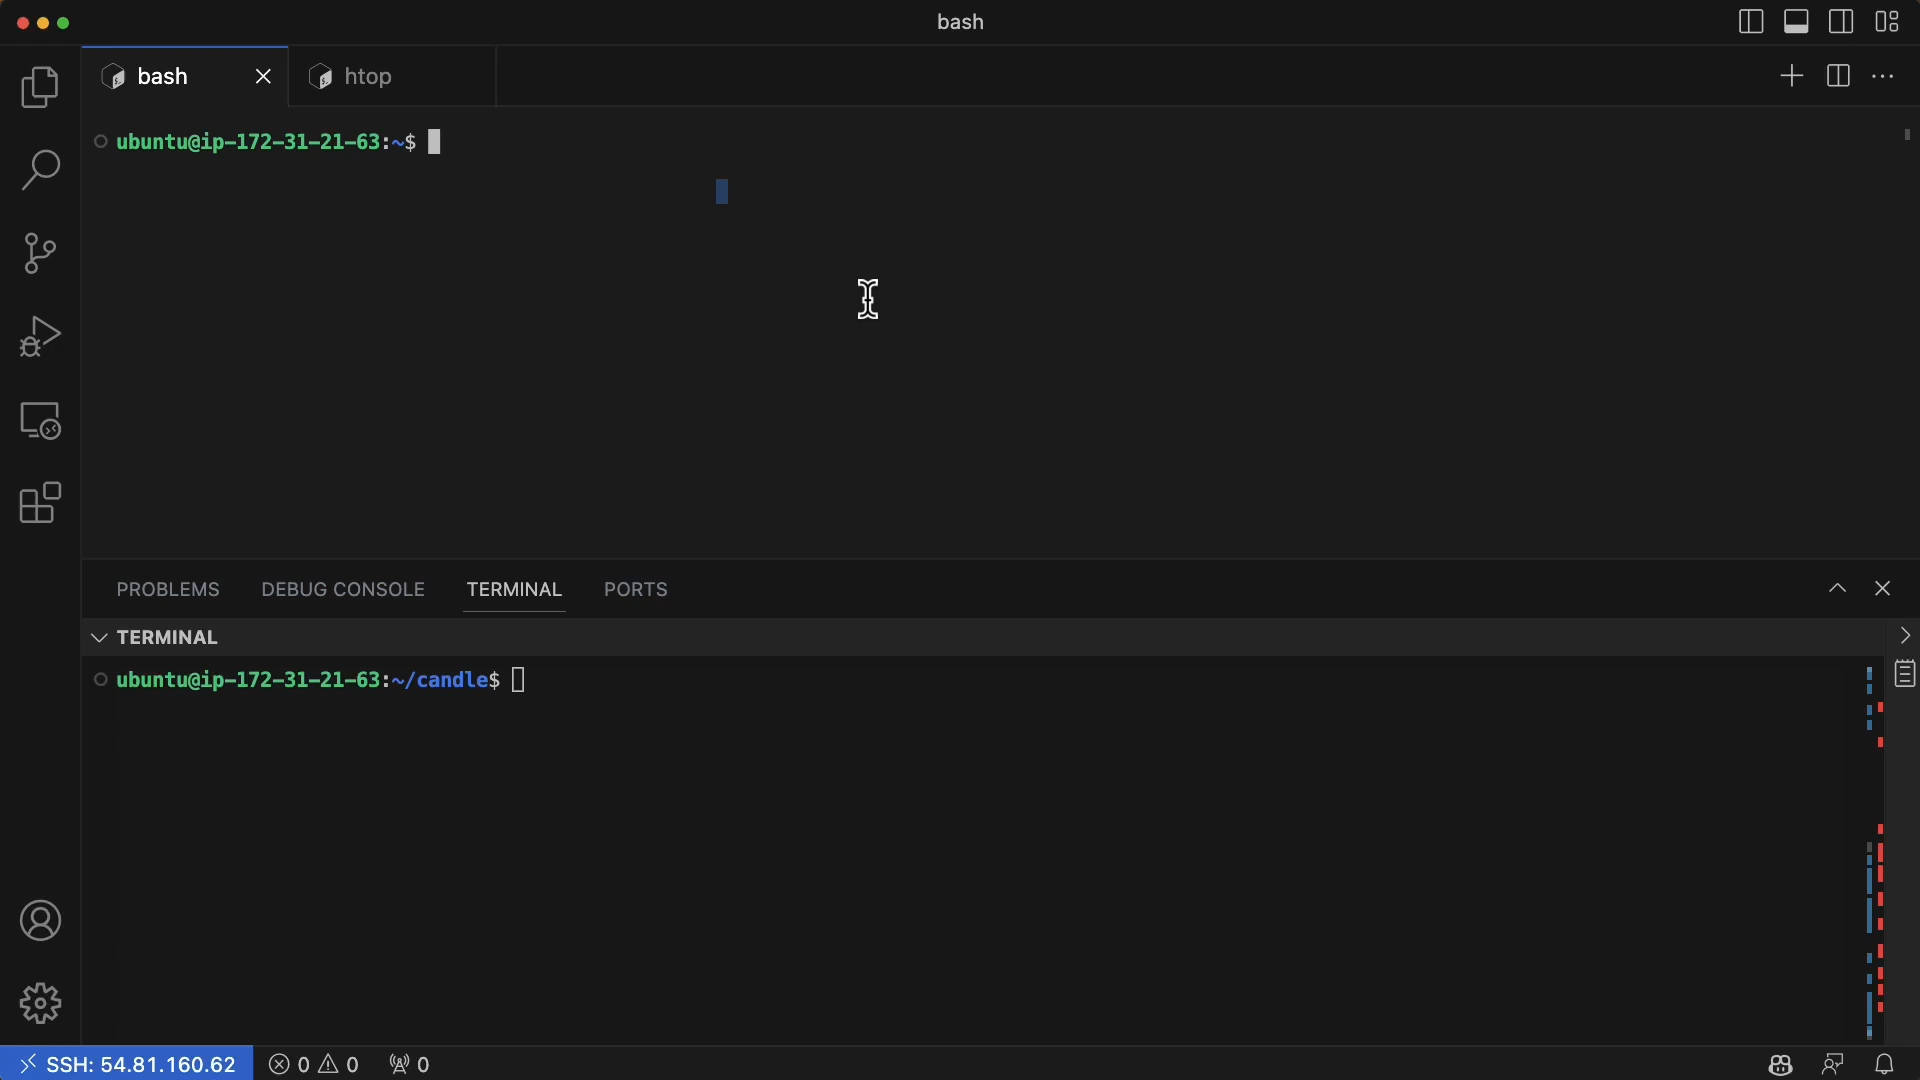 bash
bash
htop
ubuntu@ip-172-31-21-63:~$
PROBLEMS DEBUG CONSOLE TERMINAL PORTS
TERMINAL
ubuntu@ip-172-31-21-63:~/candle$
SSH: 54.81.160.62 0 0 0